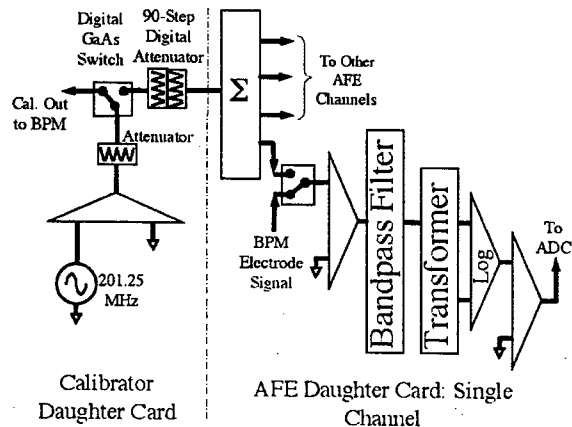 Digital
GaAs
Switch
90-Step
Digital
Attenuator
Cal. Out
to BPM
Attenuator
201.25
MHz
Σ
To Other
AFE
Channels
BPM
Electrode
Signal
Bandpass Filter
Transformer
Log
To
ADC
Calibrator
Daughter Card
AFE Daughter Card: Single
Channel